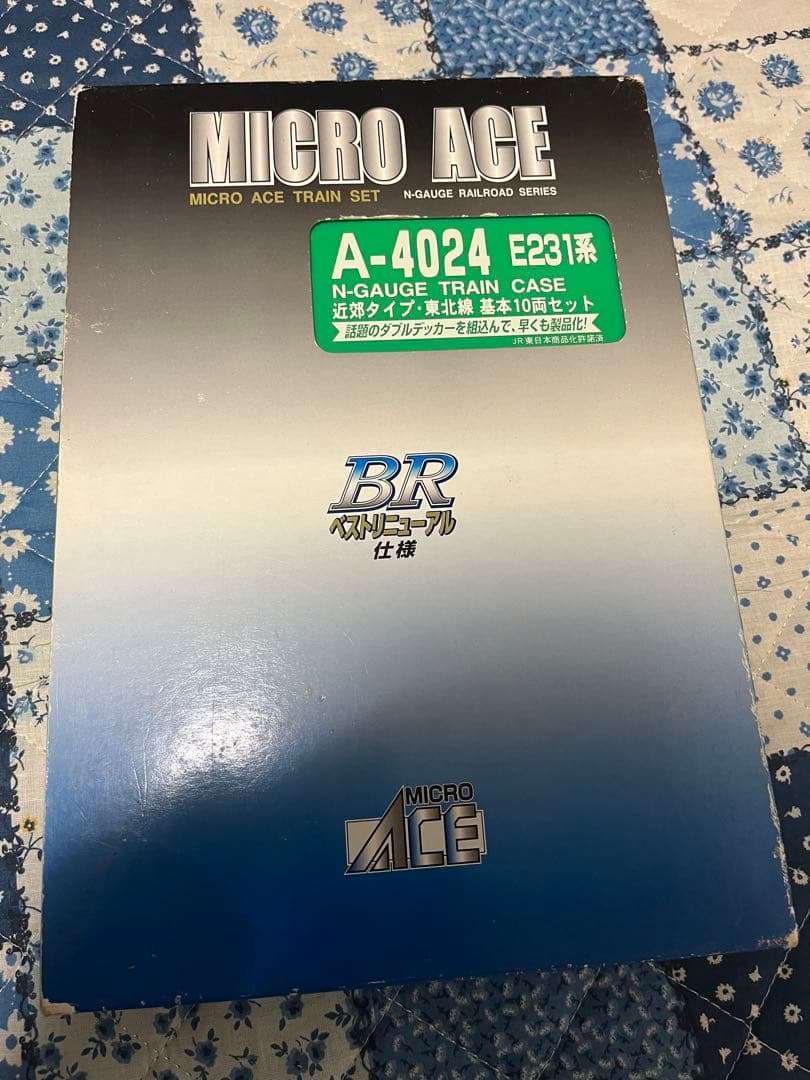 MICRO ACE
MICRO ACE TRAIN SET N-GAUGE RAILROAD SERIES
A-4024 E231系
N-GAUGE TRAIN CASE
近郊タイプ・東北線 基本10両セット
話題のダブルデッカーを組込んで、早くも製品化!
JR東日本商品化許諾済
BR
ベストリニューアル
仕様
MICRO
ACE